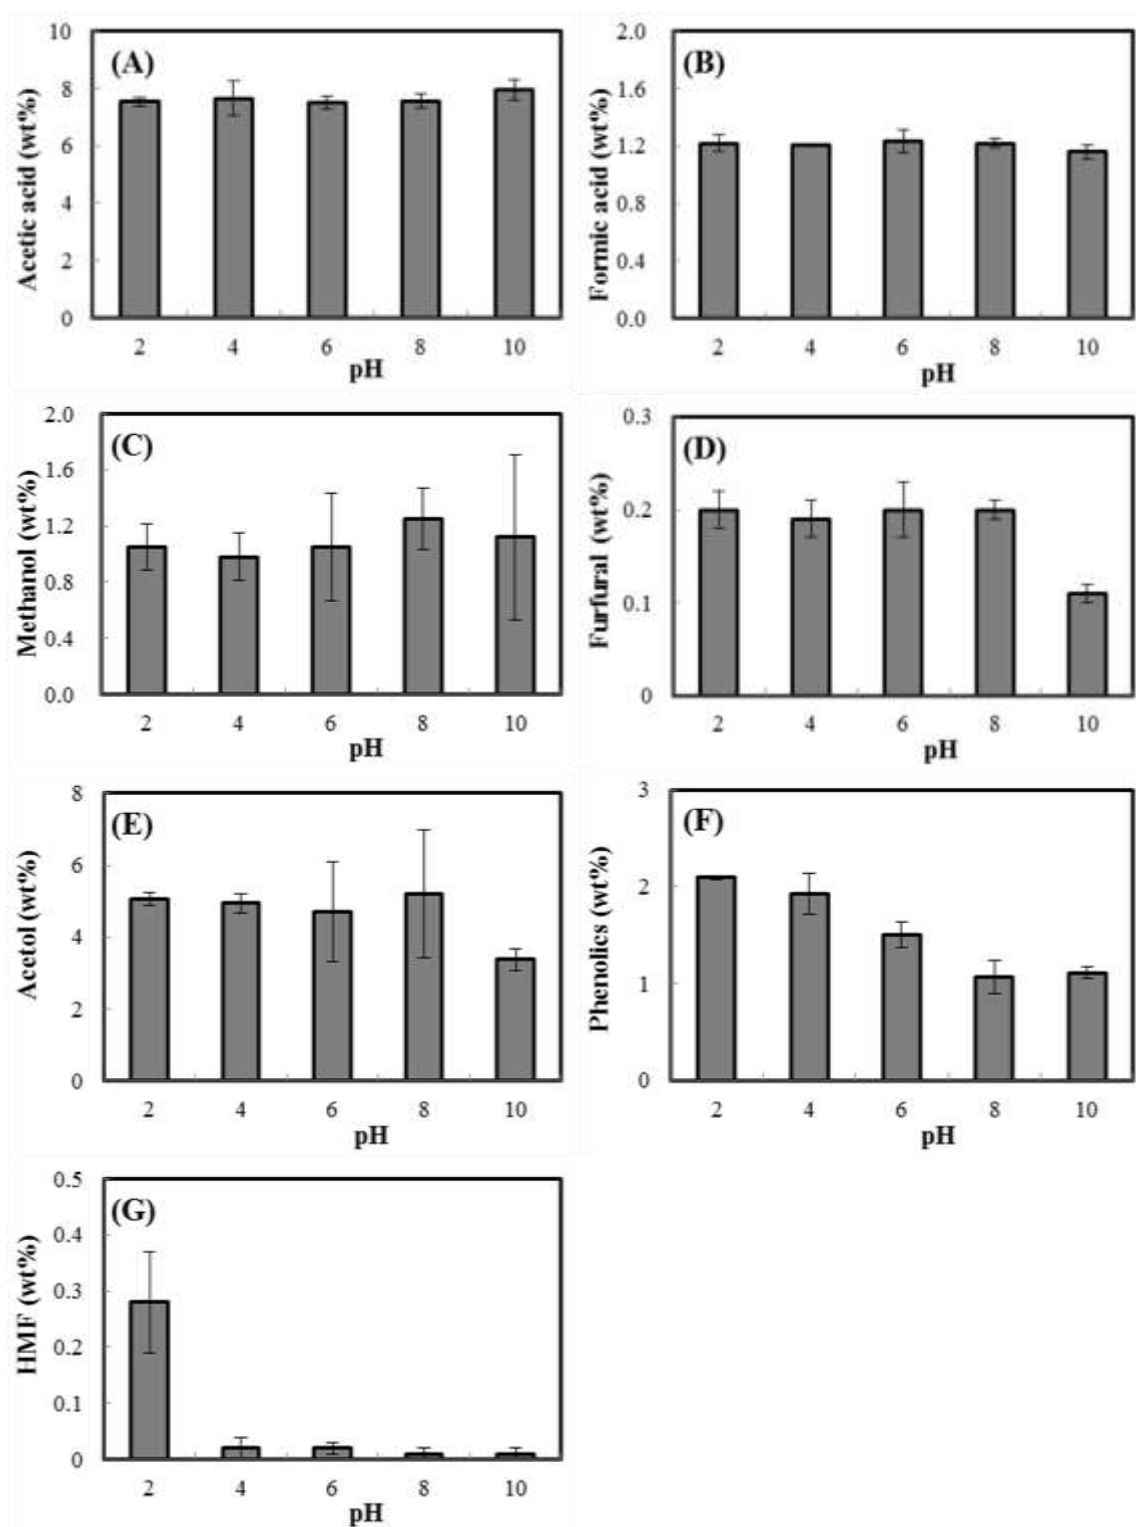 (A)
Acetic acid (wt%)
10
8
6
4
2
0
2 4 6 8 10
pH
(B)
Formic acid (wt%)
2.0
1.6
1.2
0.8
0.4
0.0
2 4 6 8 10
pH
(C)
Methanol (wt%)
2.0
1.6
1.2
0.8
0.4
0.0
2 4 6 8 10
pH
(D)
Furfural (wt%)
0.3
0.2
0.1
0
2 4 6 8 10
pH
(E)
Acetol (wt%)
8
6
4
2
0
2 4 6 8 10
pH
(F)
Phenolics (wt%)
3
2
1
0
2 4 6 8 10
pH
(G)
HMF (wt%)
0.5
0.4
0.3
0.2
0.1
0
2 4 6 8 10
pH